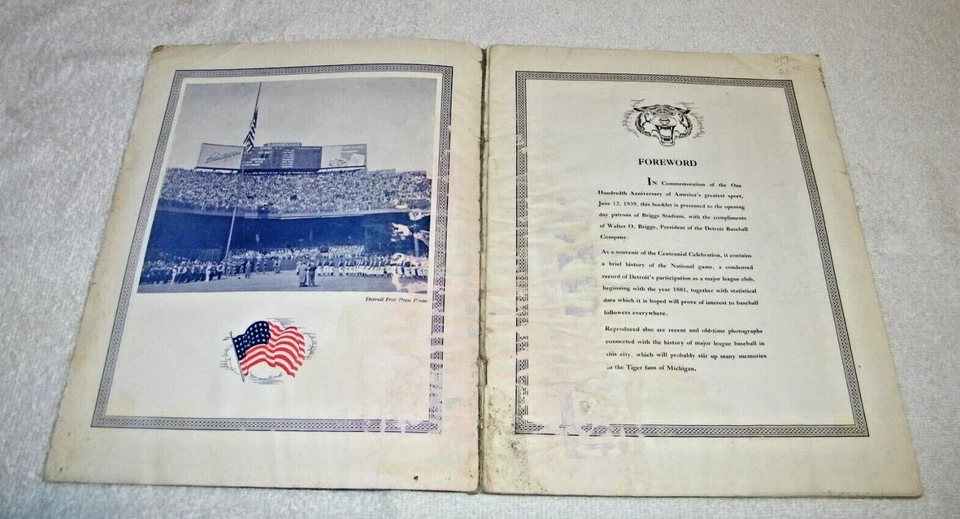 Detroit Free Press
FOREWORD
IN Commemoration of the One
Hundredth Anniversary of America's greatest sport,
June 12, 1939, this booklet is presented to the opening
day patrons of Briggs Stadium, with the compliments
of Walter O. Briggs, President of the Detroit Baseball
Company.
As a souvenir of the Centennial Celebration, it contains
a brief history of the National game, a condensed
record of Detroit's participation as a major league club,
beginning with the year 1881, together with statistical
data which it is hoped will prove of interest to baseball
followers everywhere.
Reproduced also are recent and old-time photographs
connected with the history of major league baseball in
this city, which will probably stir up many memories
in the Tiger fans of Michigan.